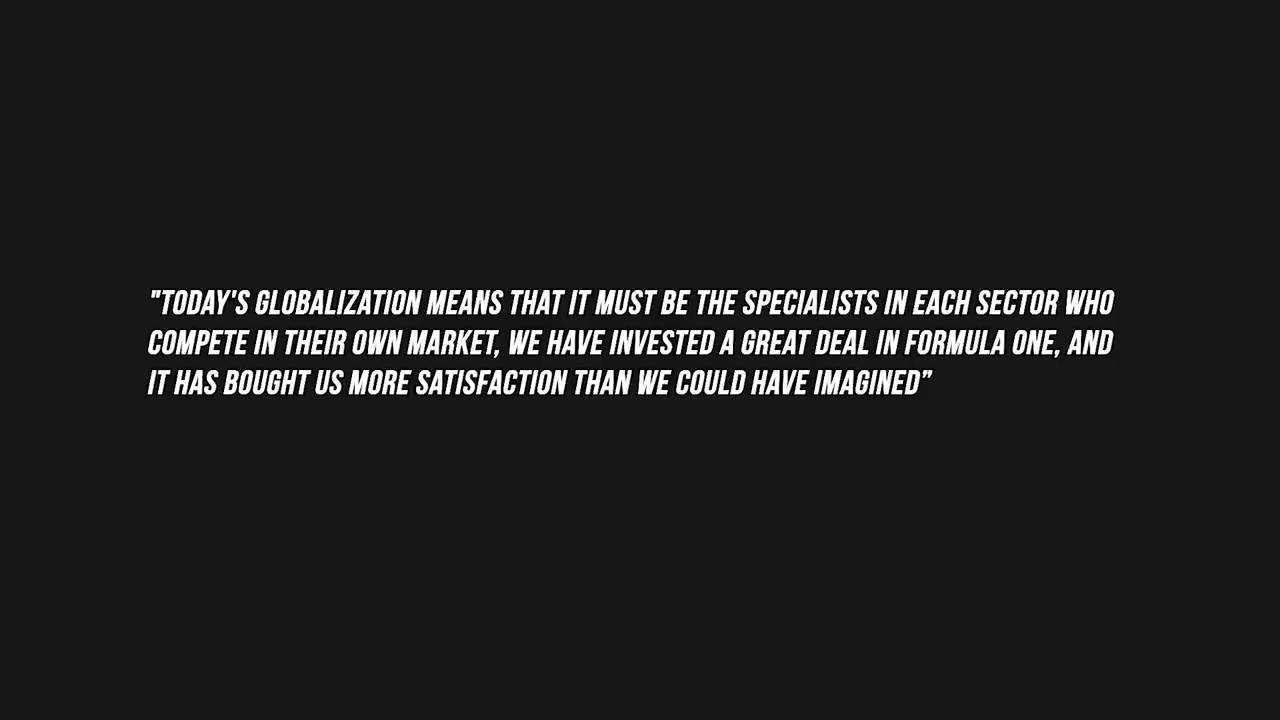 "TODAY'S GLOBALIZATION MEANS THAT IT MUST BE THE SPECIALISTS IN EACH SECTOR WHO
COMPETE IN THEIR OWN MARKET, WE HAVE INVESTED A GREAT DEAL IN FORMULA ONE, AND
IT HAS BOUGHT US MORE SATISFACTION THAN WE COULD HAVE IMAGINED”